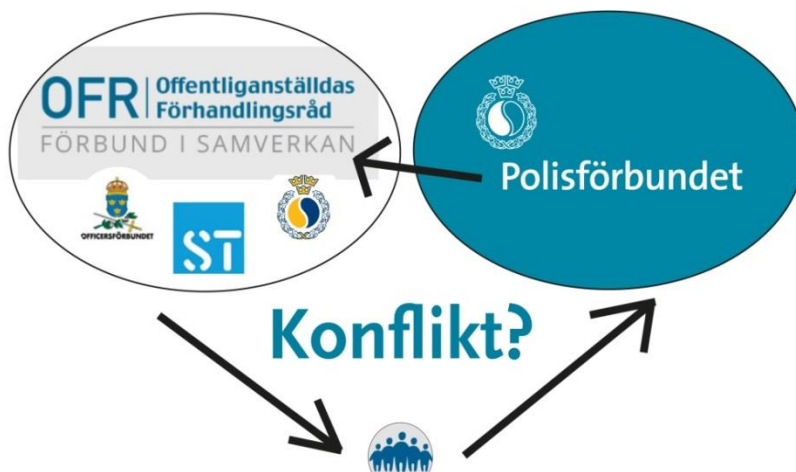 OFR
Offentliganställdas
Förhandlingsråd
FÖRBUND I SAMVERKAN
OFFICERSFÖRBUNDET
ST
Polisförbundet
Konflikt?